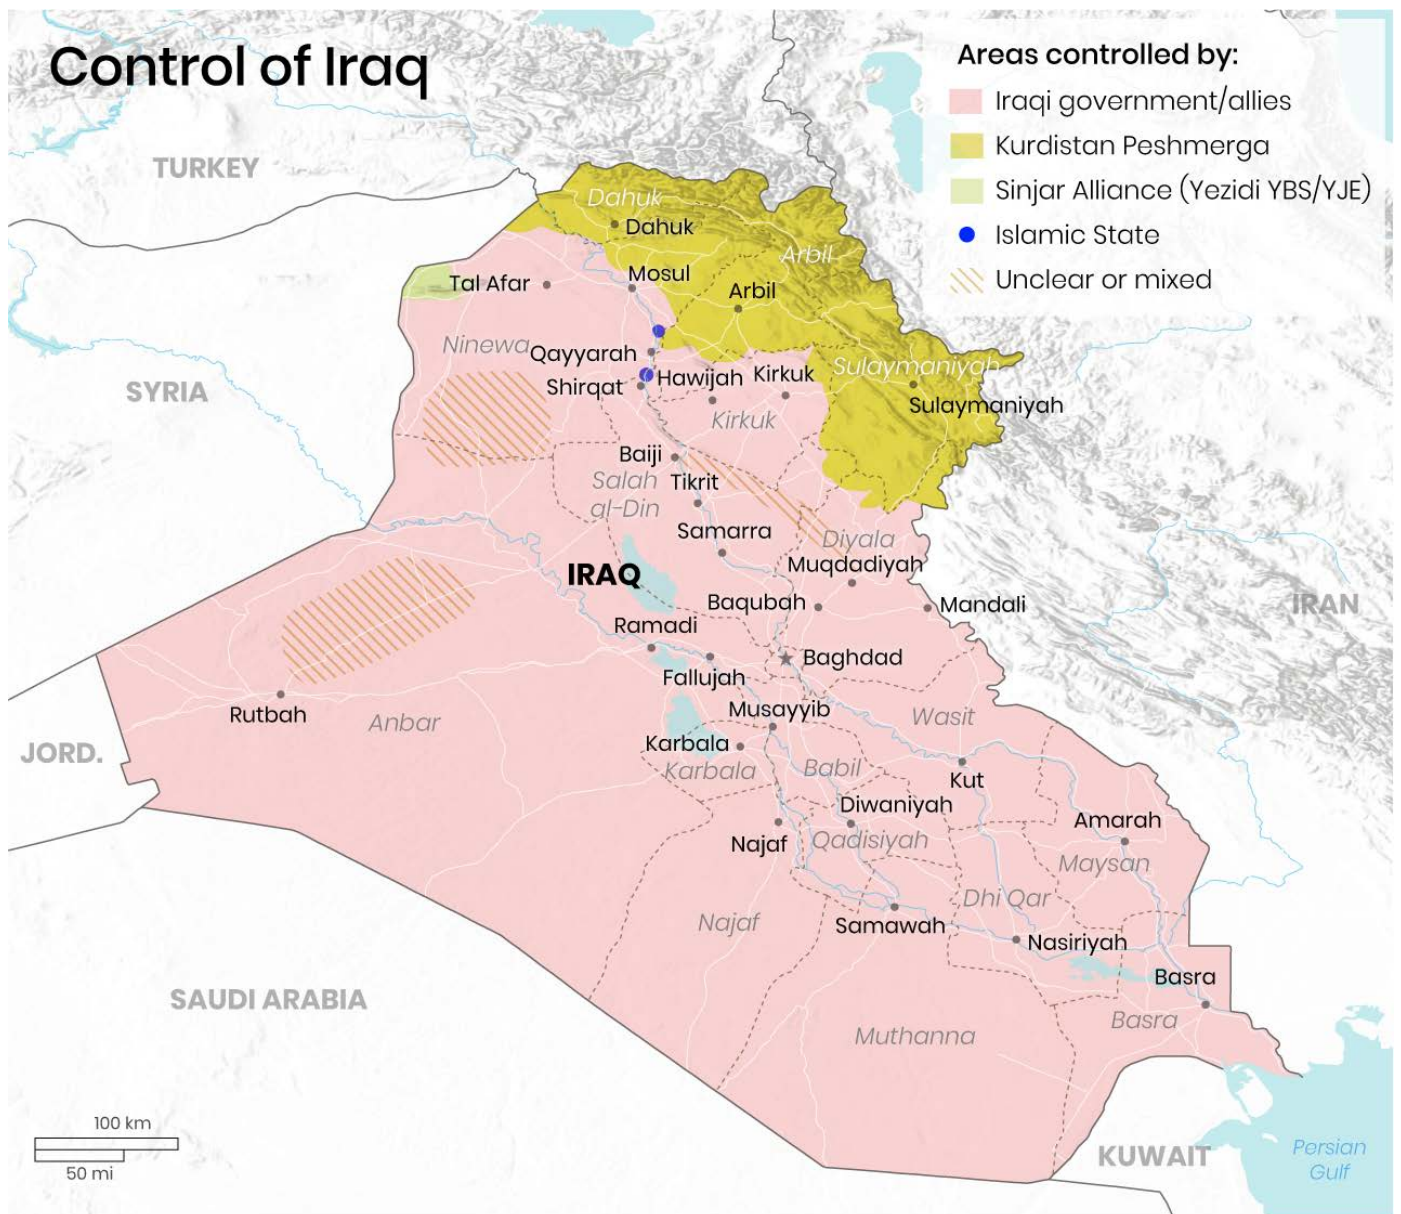 Control of Iraq
Areas controlled by:
Iraqi government/allies
Kurdistan Peshmerga
Sinjar Alliance (Yezidi YBS/YJE)
Islamic State
Unclear or mixed
TURKEY
Dahuk
Dahuk
Arbil
Mosul
Tal Afar
Arbil
Ninewa
Qayyarah
Sulaymaniyah
Shirqat
Hawijah
Kirkuk
SYRIA
Sulaymaniyah
Kirkuk
Baiji
Salah
al-Din
Tikrit
Samarra
Diyala
Muqdadiyah
IRAQ
Baqubah
Mandali
IRAN
Ramadi
Baghdad
Fallujah
Rutbah
Anbar
Musayyib
Wasit
Karbala
Karbala
Babil
JORD.
Kut
Diwaniyah
Amarah
Najaf
Qadisiyah
Maysan
Dhi Qar
Najaf
Samawah
Nasiriyah
Basra
SAUDI ARABIA
Basra
Muthanna
100 km
50 mi
KUWAIT
Persian
Gulf